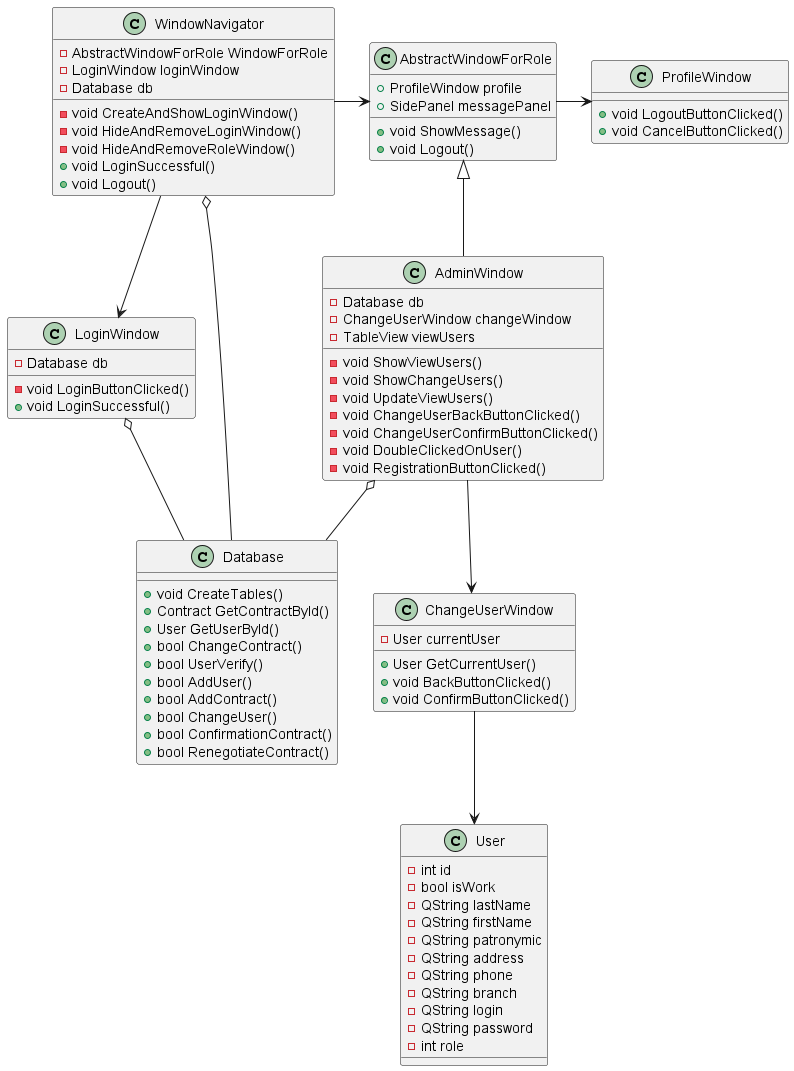 C WindowNavigator
AbstractWindowForRole WindowForRole
LoginWindow loginWindow
Database db
void CreateAndShowLoginWindow()
void HideAndRemoveLoginWindow()
void HideAndRemoveRoleWindow()
void LoginSuccessful()
void Logout()
C AbstractWindowForRole
ProfileWindow profile
SidePanel messagePanel
void ShowMessage()
void Logout()
C ProfileWindow
void LogoutButtonClicked()
void CancelButtonClicked()
C LoginWindow
Database db
void LoginButtonClicked()
void LoginSuccessful()
C AdminWindow
Database db
ChangeUserWindow changeWindow
TableView viewUsers
void ShowViewUsers()
void ShowChangeUsers()
void UpdateViewUsers()
void ChangeUserBackButtonClicked()
void ChangeUserConfirmButtonClicked()
void DoubleClickedOnUser()
void RegistrationButtonClicked()
C Database
void CreateTables()
Contract GetContractById()
User GetUserById()
bool ChangeContract()
bool UserVerify()
bool AddUser()
bool AddContract()
bool ChangeUser()
bool ConfirmationContract()
bool RenegotiateContract()
C ChangeUserWindow
User currentUser
User GetCurrentUser()
void BackButtonClicked()
void ConfirmButtonClicked()
C User
int id
bool isWork
QString lastName
QString firstName
QString patronymic
QString address
QString phone
QString branch
QString login
QString password
int role